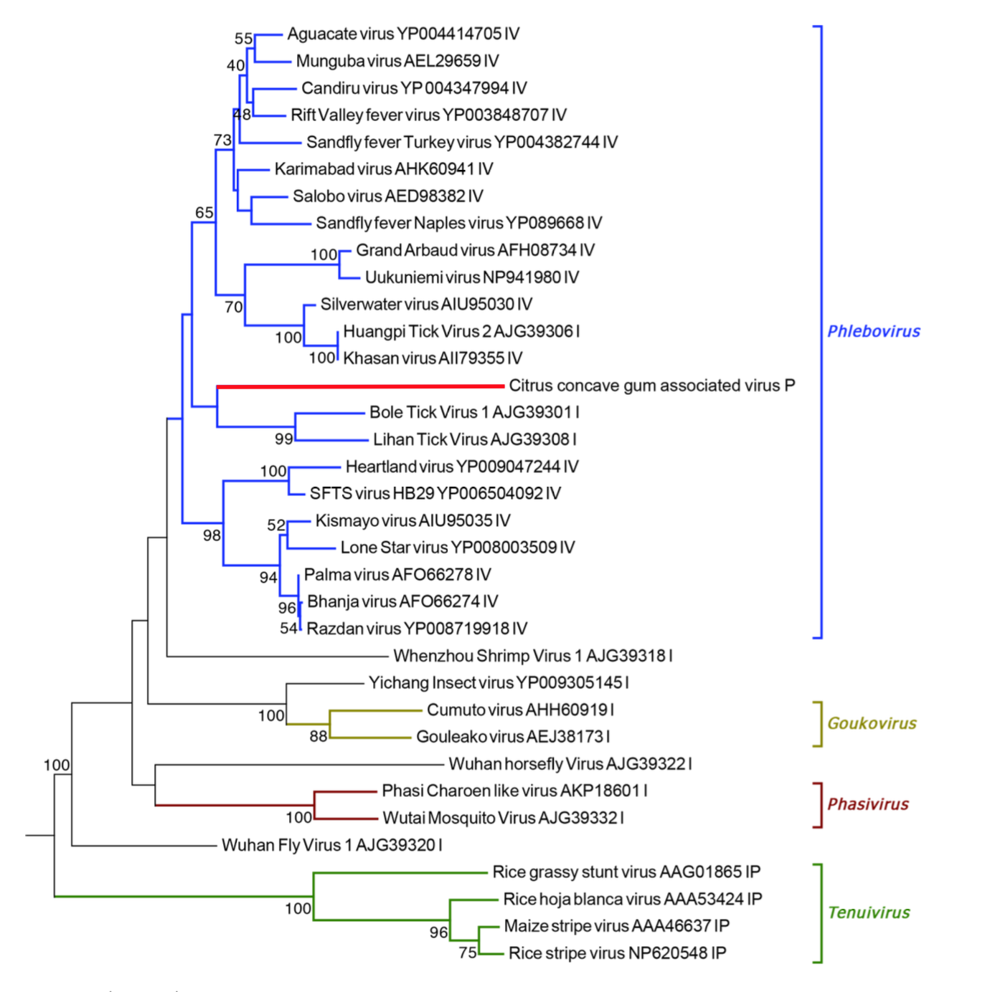 55
Aguacate virus YP004414705 IV
40
Munguba virus AEL29659 IV
Candiru virus YP 004347994 IV
48
Rift Valley fever virus YP003848707 IV
73
Sandfly fever Turkey virus YP004382744 IV
Karimabad virus AHK60941 IV
Salobo virus AED98382 IV
65
Sandfly fever Naples virus YP089668 IV
100
Grand Arbaud virus AFH08734 IV
Uukuniemi virus NP941980 IV
70
Silverwater virus AIU95030 IV
100
Huangpi Tick Virus 2 AJG39306 I
Phlebovirus
100
Khasan virus AII79355 IV
Citrus concave gum associated virus P
Bole Tick Virus 1 AJG39301 I
99
Lihan Tick Virus AJG39308 I
100
Heartland virus YP009047244 IV
SFTS virus HB29 YP006504092 IV
52
Kismayo virus AIU95035 IV
98
Lone Star virus YP008003509 IV
94
Palma virus AFO66278 IV
96
Bhanja virus AFO66274 IV
54
Razdan virus YP008719918 IV
Whenzhou Shrimp Virus 1 AJG39318 I
Yichang Insect virus YP009305145 I
100
Cumuto virus AHH60919 I
Goukovirus
88
Gouleako virus AEJ38173 I
100
Wuhan horsefly Virus AJG39322 I
Phasi Charoen like virus AKP18601 I
Phasivirus
100
Wutai Mosquito Virus AJG39332 I
Wuhan Fly Virus 1 AJG39320 I
Rice grassy stunt virus AAG01865 IP
100
Rice hoja blanca virus AAA53424 IP
Tenuivirus
96
Maize stripe virus AAA46637 IP
75
Rice stripe virus NP620548 IP